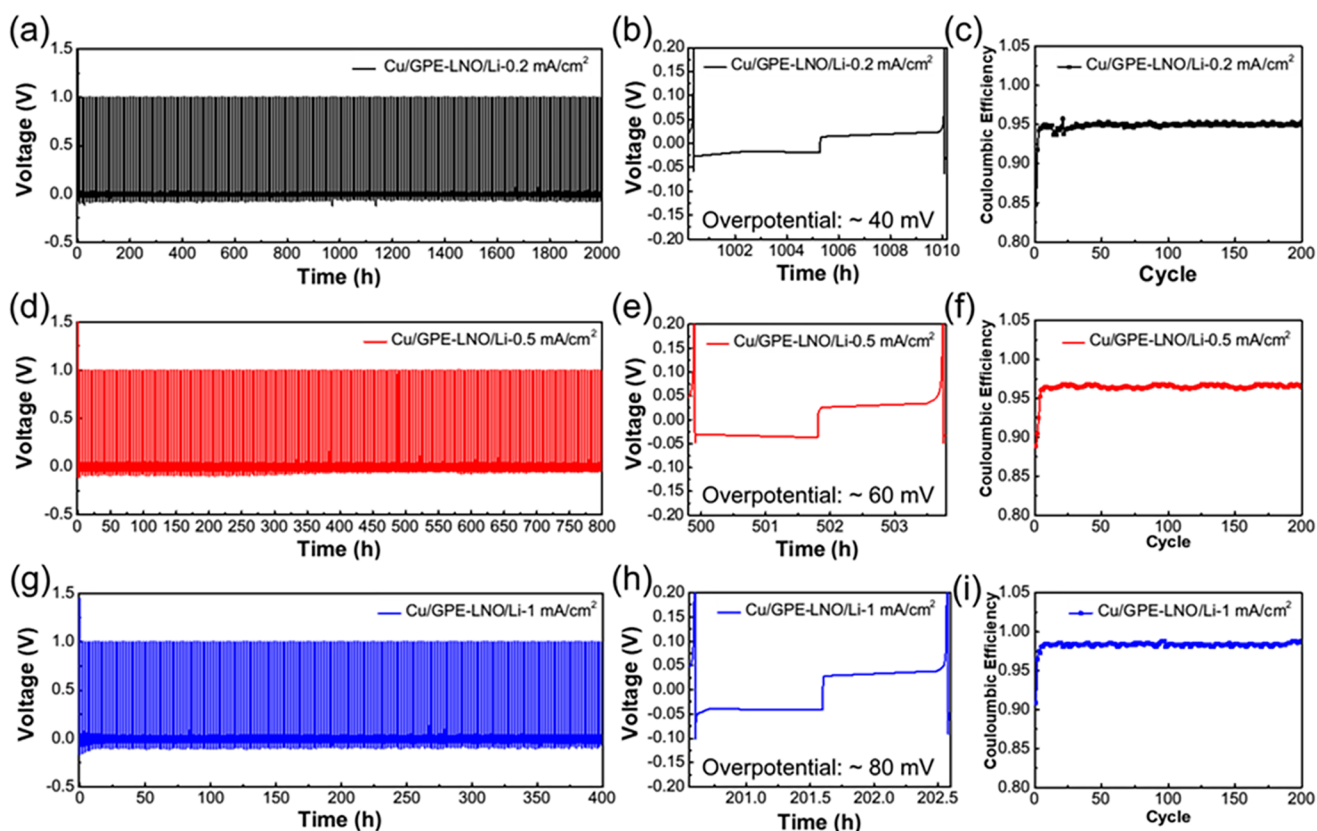 (a)
1.5
1.0
0.5
0.0
-0.5
Voltage (V)
Cu/GPE-LNO/Li-0.2 mA/cm²
0 200 400 600 800 1000 1200 1400 1600 1800 2000
Time (h)
(b)
0.20
0.15
0.10
0.05
0.00
-0.05
-0.10
-0.15
0.20
Voltage (V)
Cu/GPE-LNO/Li-0.2 mA/cm²
Overpotential: ~ 40 mV
1002 1004 1006 1008 1010
Time (h)
(c)
1.05
1.00
0.95
0.90
0.85
0.80
Couloumbic Efficiency
Cu/GPE-LNO/Li-0.2 mA/cm²
0 50 100 150 200
Cycle
(d)
1.5
1.0
0.5
0.0
-0.5
Voltage (V)
Cu/GPE-LNO/Li-0.5 mA/cm²
0 50 100 150 200 250 300 350 400 450 500 550 600 650 700 750 800
Time (h)
(e)
0.20
0.15
0.10
0.05
0.00
-0.05
-0.10
-0.15
0.20
Voltage (V)
Cu/GPE-LNO/Li-0.5 mA/cm²
Overpotential: ~ 60 mV
500 501 502 503
Time (h)
(f)
1.05
1.00
0.95
0.90
0.85
0.80
Couloumbic Efficiency
Cu/GPE-LNO/Li-0.5 mA/cm²
0 50 100 150 200
Cycle
(g)
1.5
1.0
0.5
0.0
-0.5
Voltage (V)
Cu/GPE-LNO/Li-1 mA/cm²
0 50 100 150 200 250 300 350 400
Time (h)
(h)
0.20
0.15
0.10
0.05
0.00
-0.05
-0.10
-0.15
-0.20
Voltage (V)
Cu/GPE-LNO/Li-1 mA/cm²
Overpotential: ~ 80 mV
201.0 201.5 202.0 202.5
Time (h)
(i)
1.05
1.00
0.95
0.90
0.85
0.80
Couloumbic Efficiency
Cu/GPE-LNO/Li-1 mA/cm²
0 50 100 150 200
Cycle